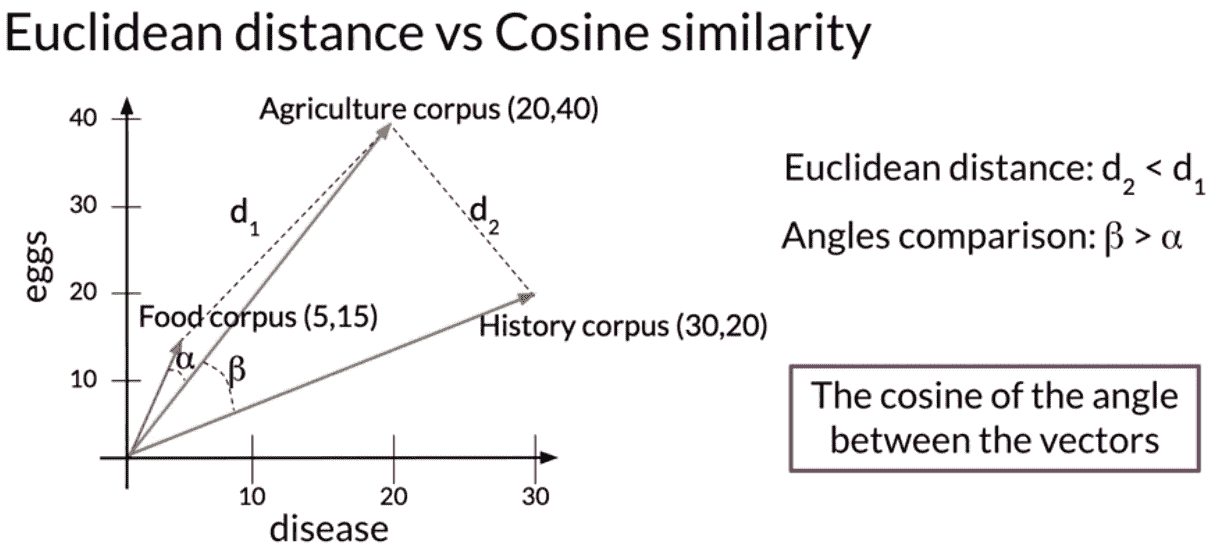 Euclidean distance vs Cosine similarity
40
Agriculture corpus (20,40)
30
d1
d2
eggs
20
Food corpus (5,15)
History corpus (30,20)
α
β
10
10
20
30
disease
Euclidean distance: d2 < d1
Angles comparison: β > α
The cosine of the angle
between the vectors